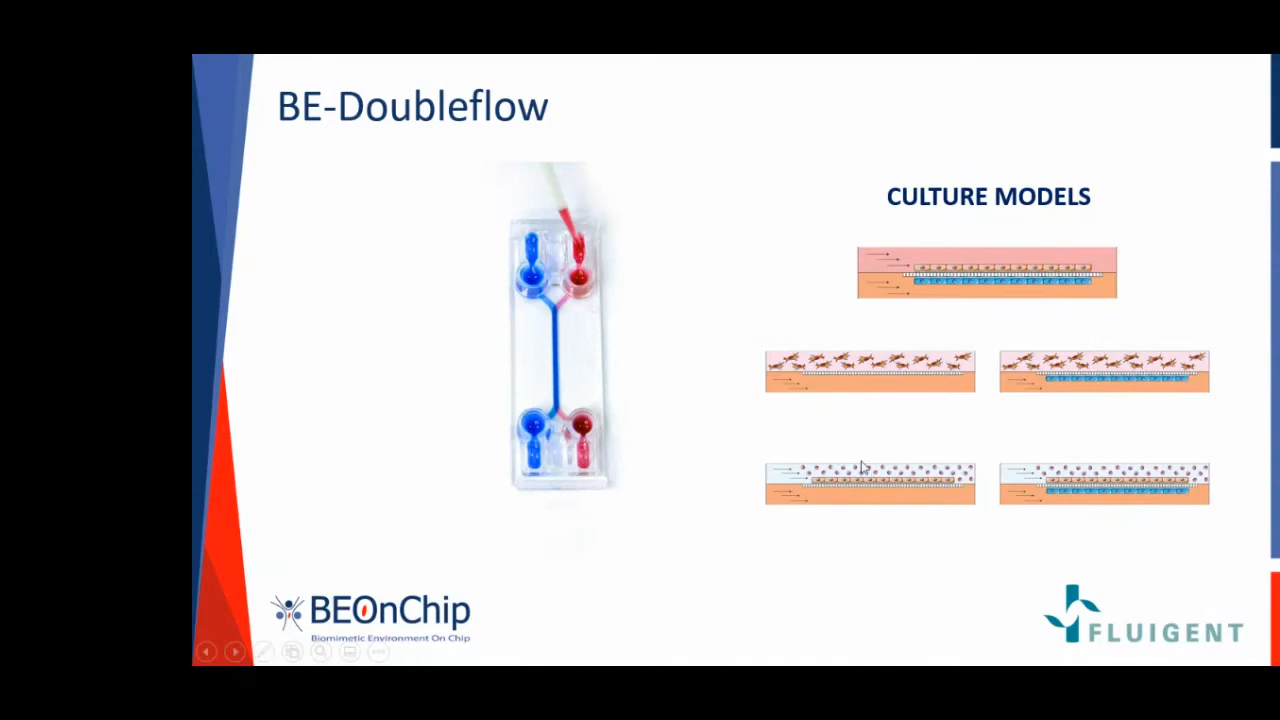 BE-Doubleflow
CULTURE MODELS
BEOnChip
Biomimetic Environment On Chip
FLUIGENT